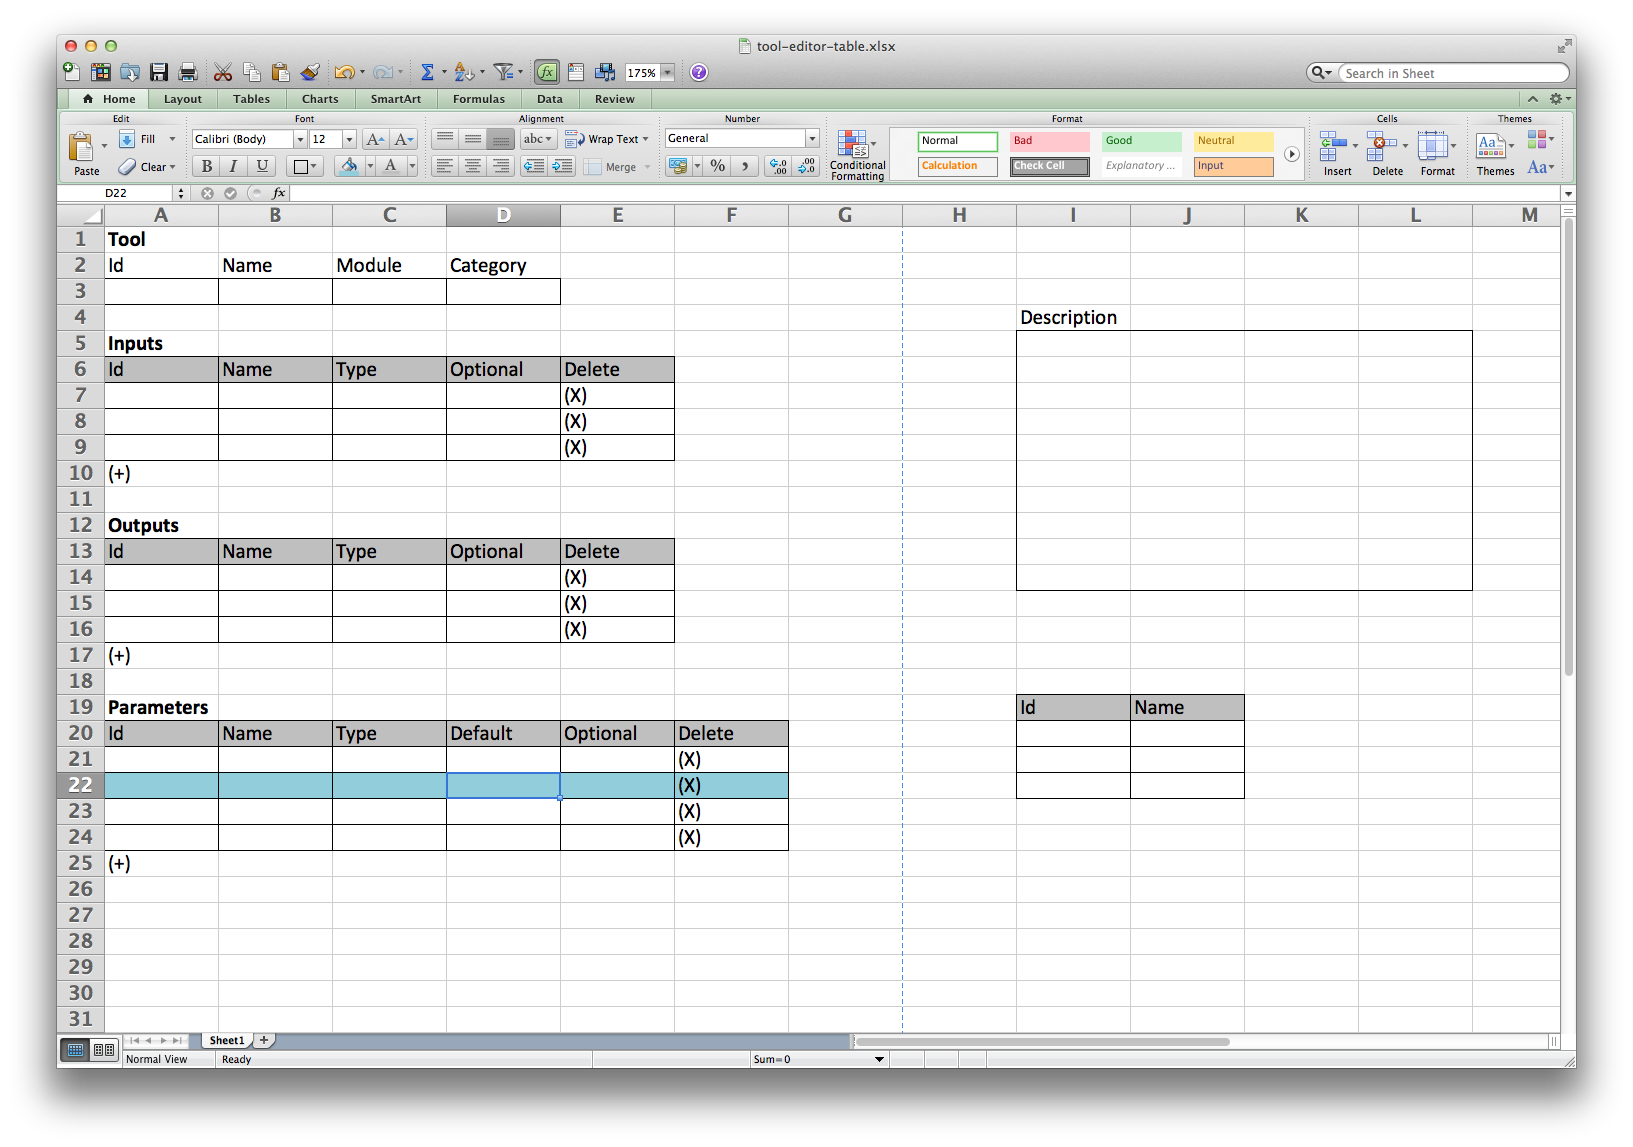 tool-editor-table.xlsx
fx 175% ? Search in Sheet
Home Layout Tables Charts SmartArt Formulas Data Review
Edit Font Alignment Number Format Cells Themes
Paste Fill Clear Calibri (Body) 12 A A B I U A abc Wrap Text Merge General % , Conditional Formatting Normal Bad Good Neutral Calculation Check Cell Explanatory ... Input Insert Delete Format Themes Aa
D22 fx
A B C D E F G H I J K L M
1 Tool
2 Id Name Module Category
3
4 Description
5 Inputs
6 Id Name Type Optional Delete
7 (X)
8 (X)
9 (X)
10 (+)
11
12 Outputs
13 Id Name Type Optional Delete
14 (X)
15 (X)
16 (X)
17 (+)
18
19 Parameters Id Name
20 Id Name Type Default Optional Delete
21 (X)
22 (X)
23 (X)
24 (X)
25 (+)
26
27
28
29
30
31
Sheet1 +
Normal View Ready Sum=0